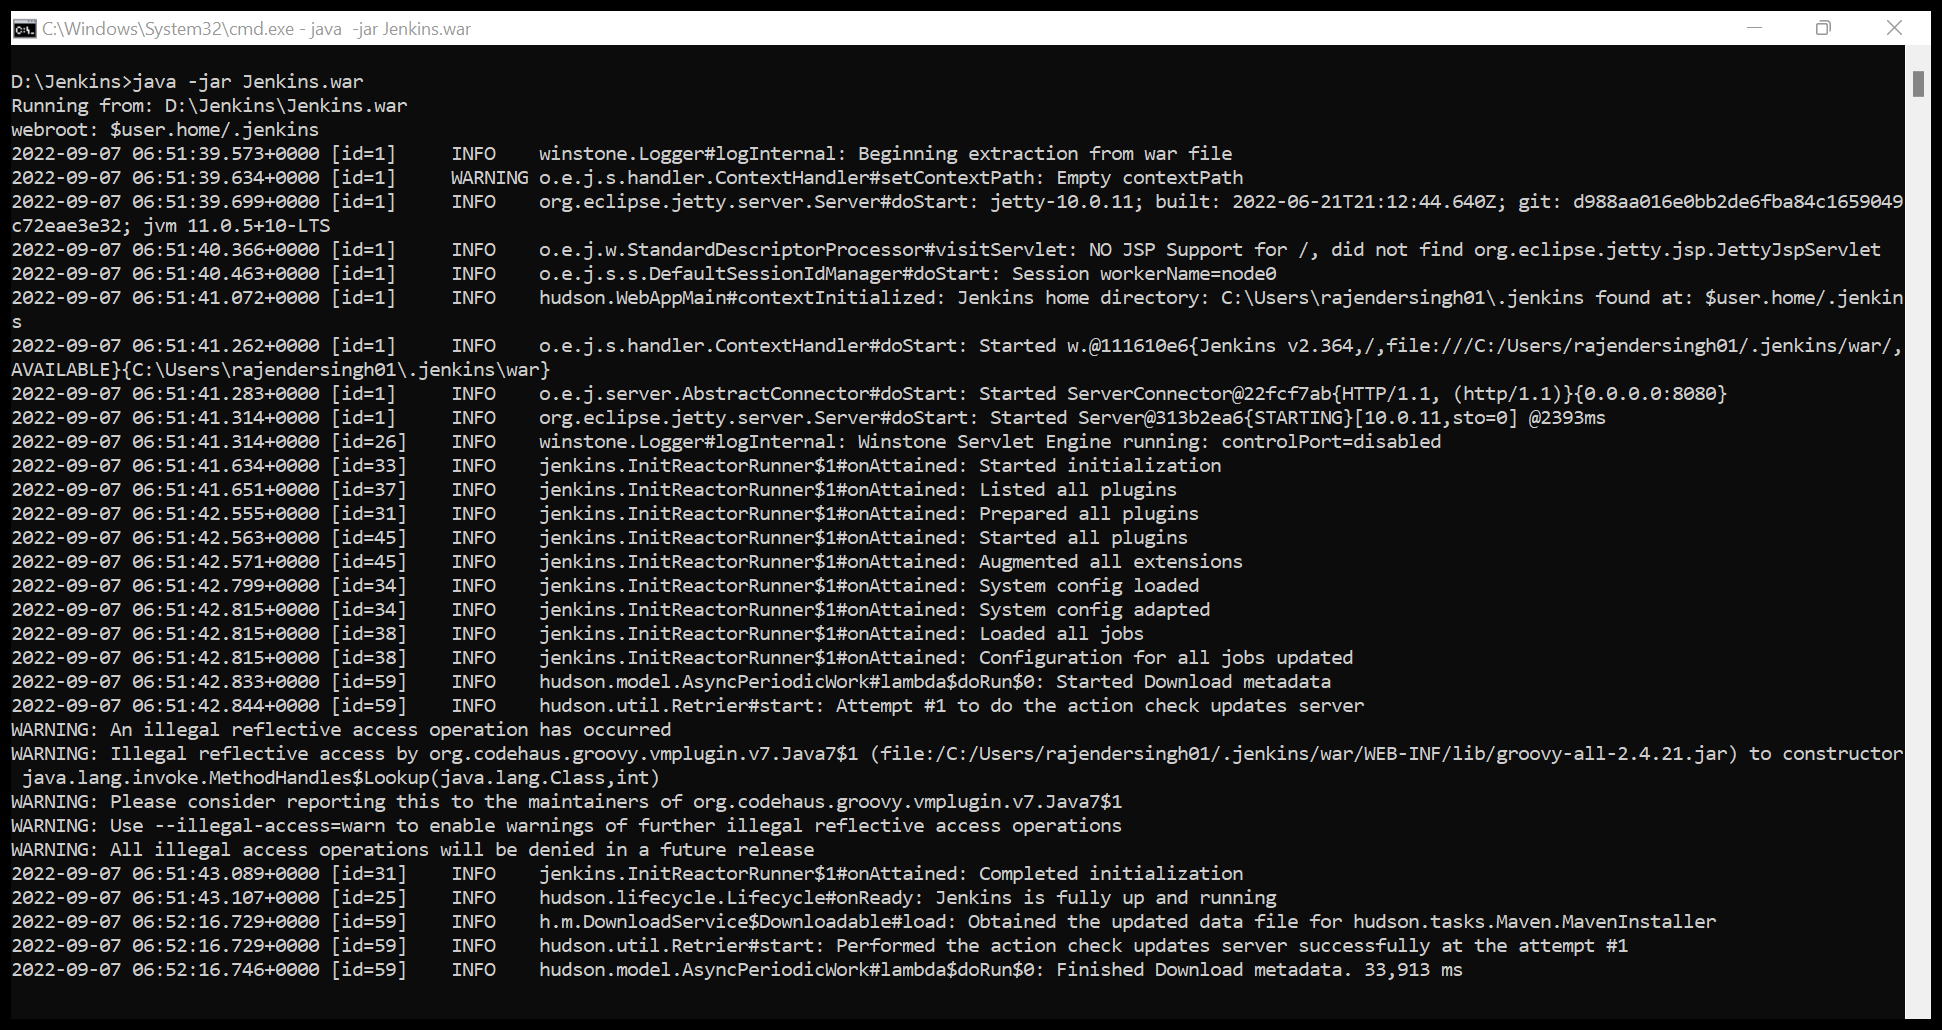 C:\Windows\System32\cmd.exe - java  -jar Jenkins.war
D:\Jenkins>java -jar Jenkins.war
Running from: D:\Jenkins\Jenkins.war
webroot: $user.home/.jenkins
2022-09-07 06:51:39.573+0000 [id=1]     INFO    winstone.Logger#logInternal: Beginning extraction from war file
2022-09-07 06:51:39.634+0000 [id=1]     WARNING o.e.j.s.handler.ContextHandler#setContextPath: Empty contextPath
2022-09-07 06:51:39.699+0000 [id=1]     INFO    org.eclipse.jetty.server.Server#doStart: jetty-10.0.11; built: 2022-06-21T21:12:44.640Z; git: d988aa016e0bb2de6fba84c1659049
c72eae3e32; jvm 11.0.5+10-LTS
2022-09-07 06:51:40.366+0000 [id=1]     INFO    o.e.j.w.StandardDescriptorProcessor#visitServlet: NO JSP Support for /, did not find org.eclipse.jetty.jsp.JettyJspServlet
2022-09-07 06:51:40.463+0000 [id=1]     INFO    o.e.j.s.s.DefaultSessionIdManager#doStart: Session workerName=node0
2022-09-07 06:51:41.072+0000 [id=1]     INFO    hudson.WebAppMain#contextInitialized: Jenkins home directory: C:\Users\rajendersingh01\.jenkins found at: $user.home/.jenkin
s
2022-09-07 06:51:41.262+0000 [id=1]     INFO    o.e.j.s.handler.ContextHandler#doStart: Started w.@111610e6{Jenkins v2.364,/,file:///C:/Users/rajendersingh01/.jenkins/war/,
AVAILABLE}{C:\Users\rajendersingh01\.jenkins\war}
2022-09-07 06:51:41.283+0000 [id=1]     INFO    o.e.j.server.AbstractConnector#doStart: Started ServerConnector@22fcf7ab{HTTP/1.1, (http/1.1)}{0.0.0.0:8080}
2022-09-07 06:51:41.314+0000 [id=1]     INFO    org.eclipse.jetty.server.Server#doStart: Started Server@313b2ea6{STARTING}[10.0.11,sto=0] @2393ms
2022-09-07 06:51:41.314+0000 [id=26]    INFO    winstone.Logger#logInternal: Winstone Servlet Engine running: controlPort=disabled
2022-09-07 06:51:41.634+0000 [id=33]    INFO    jenkins.InitReactorRunner$1#onAttained: Started initialization
2022-09-07 06:51:41.651+0000 [id=37]    INFO    jenkins.InitReactorRunner$1#onAttained: Listed all plugins
2022-09-07 06:51:42.555+0000 [id=31]    INFO    jenkins.InitReactorRunner$1#onAttained: Prepared all plugins
2022-09-07 06:51:42.563+0000 [id=45]    INFO    jenkins.InitReactorRunner$1#onAttained: Started all plugins
2022-09-07 06:51:42.571+0000 [id=45]    INFO    jenkins.InitReactorRunner$1#onAttained: Augmented all extensions
2022-09-07 06:51:42.799+0000 [id=34]    INFO    jenkins.InitReactorRunner$1#onAttained: System config loaded
2022-09-07 06:51:42.815+0000 [id=34]    INFO    jenkins.InitReactorRunner$1#onAttained: System config adapted
2022-09-07 06:51:42.815+0000 [id=38]    INFO    jenkins.InitReactorRunner$1#onAttained: Loaded all jobs
2022-09-07 06:51:42.815+0000 [id=38]    INFO    jenkins.InitReactorRunner$1#onAttained: Configuration for all jobs updated
2022-09-07 06:51:42.833+0000 [id=59]    INFO    hudson.model.AsyncPeriodicWork#lambda$doRun$0: Started Download metadata
2022-09-07 06:51:42.844+0000 [id=59]    INFO    hudson.util.Retrier#start: Attempt #1 to do the action check updates server
WARNING: An illegal reflective access operation has occurred
WARNING: Illegal reflective access by org.codehaus.groovy.vmplugin.v7.Java7$1 (file:/C:/Users/rajendersingh01/.jenkins/war/WEB-INF/lib/groovy-all-2.4.21.jar) to constructor
 java.lang.invoke.MethodHandles$Lookup(java.lang.Class,int)
WARNING: Please consider reporting this to the maintainers of org.codehaus.groovy.vmplugin.v7.Java7$1
WARNING: Use --illegal-access=warn to enable warnings of further illegal reflective access operations
WARNING: All illegal access operations will be denied in a future release
2022-09-07 06:51:43.089+0000 [id=31]    INFO    jenkins.InitReactorRunner$1#onAttained: Completed initialization
2022-09-07 06:51:43.107+0000 [id=25]    INFO    hudson.lifecycle.Lifecycle#onReady: Jenkins is fully up and running
2022-09-07 06:52:16.729+0000 [id=59]    INFO    h.m.DownloadService$Downloadable#load: Obtained the updated data file for hudson.tasks.Maven.MavenInstaller
2022-09-07 06:52:16.729+0000 [id=59]    INFO    hudson.util.Retrier#start: Performed the action check updates server successfully at the attempt #1
2022-09-07 06:52:16.746+0000 [id=59]    INFO    hudson.model.AsyncPeriodicWork#lambda$doRun$0: Finished Download metadata. 33,913 ms